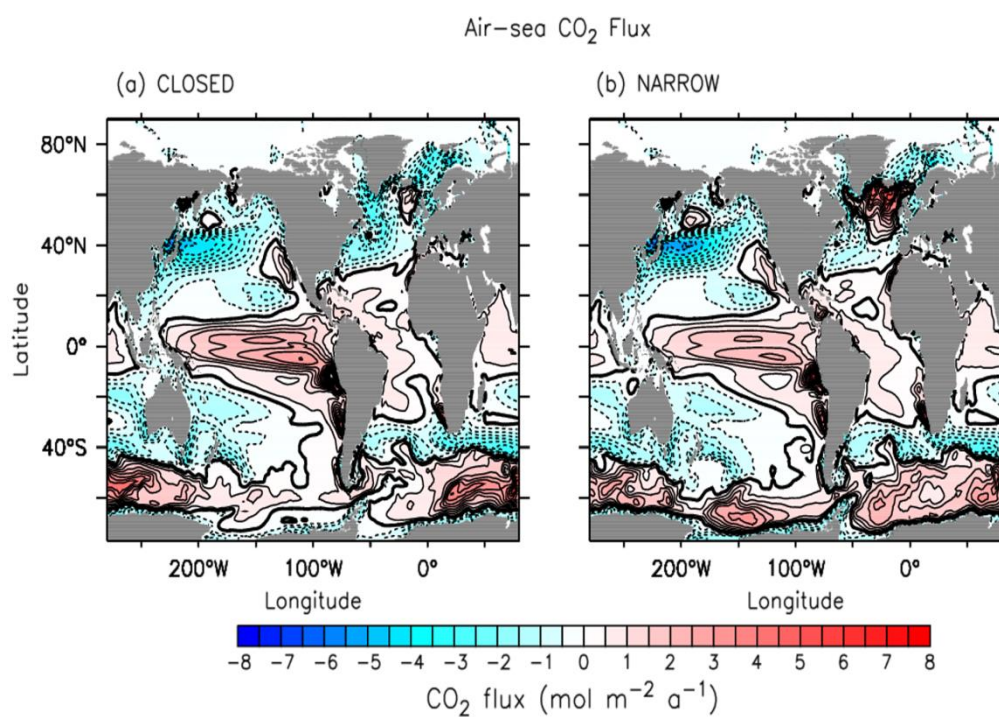 Air-sea CO₂ Flux
(a) CLOSED
(b) NARROW
80°N
40°N
0°
40°S
Latitude
200°W 100°W 0°
200°W 100°W 0°
Longitude
Longitude
-8 -7 -6 -5 -4 -3 -2 -1 0 1 2 3 4 5 6 7 8
CO₂ flux (mol m⁻² a⁻¹)